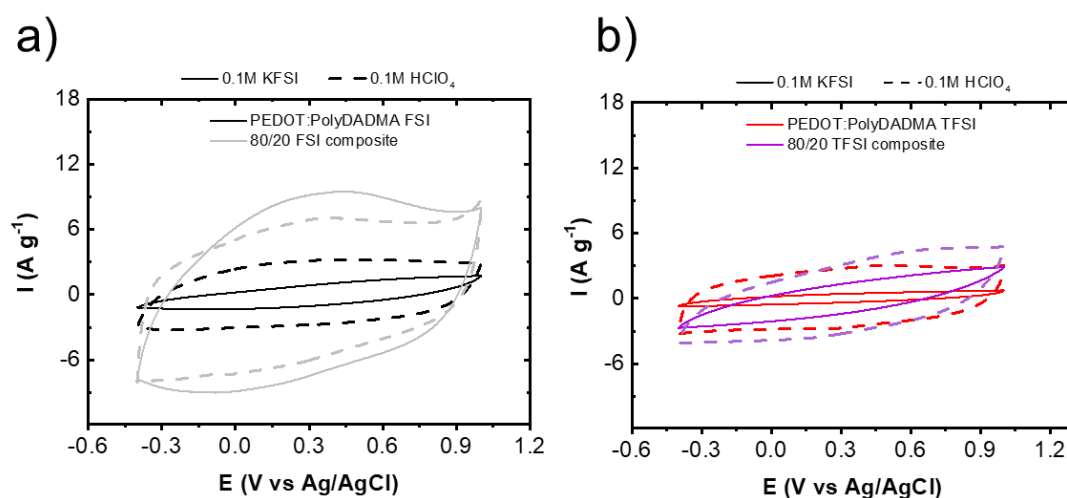 a)
0.1M KFSI 0.1M HClO₄
PEDOT:PolyDADMA FSI
80/20 FSI composite
I (A g⁻¹)
18
12
6
0
-6
-0.6 -0.3 0.0 0.3 0.6 0.9 1.2
E (V vs Ag/AgCl)
b)
0.1M KFSI 0.1M HClO₄
PEDOT:PolyDADMA TFSI
80/20 TFSI composite
I (A g⁻¹)
18
12
6
0
-6
-0.6 -0.3 0.0 0.3 0.6 0.9 1.2
E (V vs Ag/AgCl)